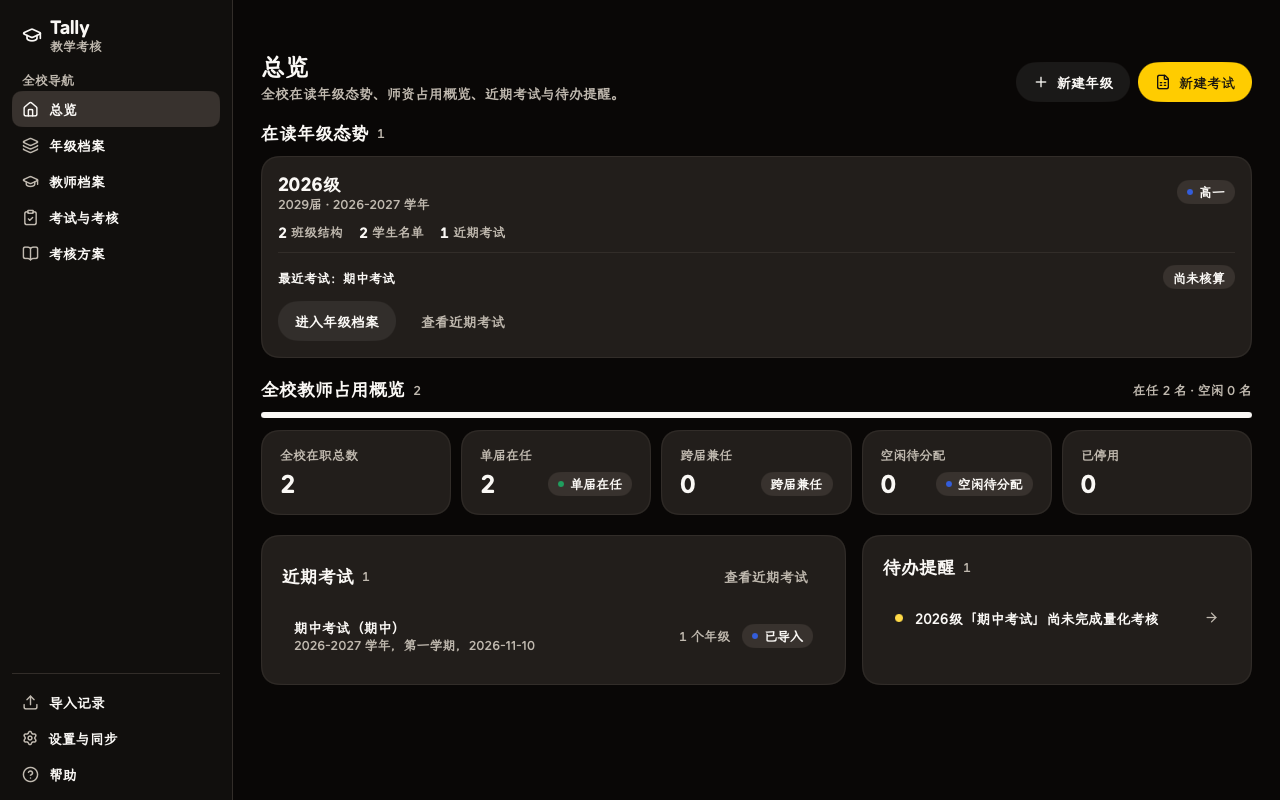 Tally
教学考核
全校导航
总览
年级档案
教师档案
考试与考核
考核方案
导入记录
设置与同步
帮助
总览
全校在读年级态势、师资占用概览、近期考试与待办提醒。
新建年级
新建考试
在读年级态势 1
2026级
2029届 · 2026-2027 学年
高一
2 班级结构 2 学生名单 1 近期考试
最近考试：期中考试
尚未核算
进入年级档案 查看近期考试
全校教师占用概览 2
在任 2 名 · 空闲 0 名
全校在职总数
2
单届在任
2 单届在任
跨届兼任
0 跨届兼任
空闲待分配
0 空闲待分配
已停用
0
近期考试 1
查看近期考试
期中考试（期中）
2026-2027 学年，第一学期，2026-11-10
1 个年级 已导入
待办提醒 1
2026级「期中考试」尚未完成量化考核